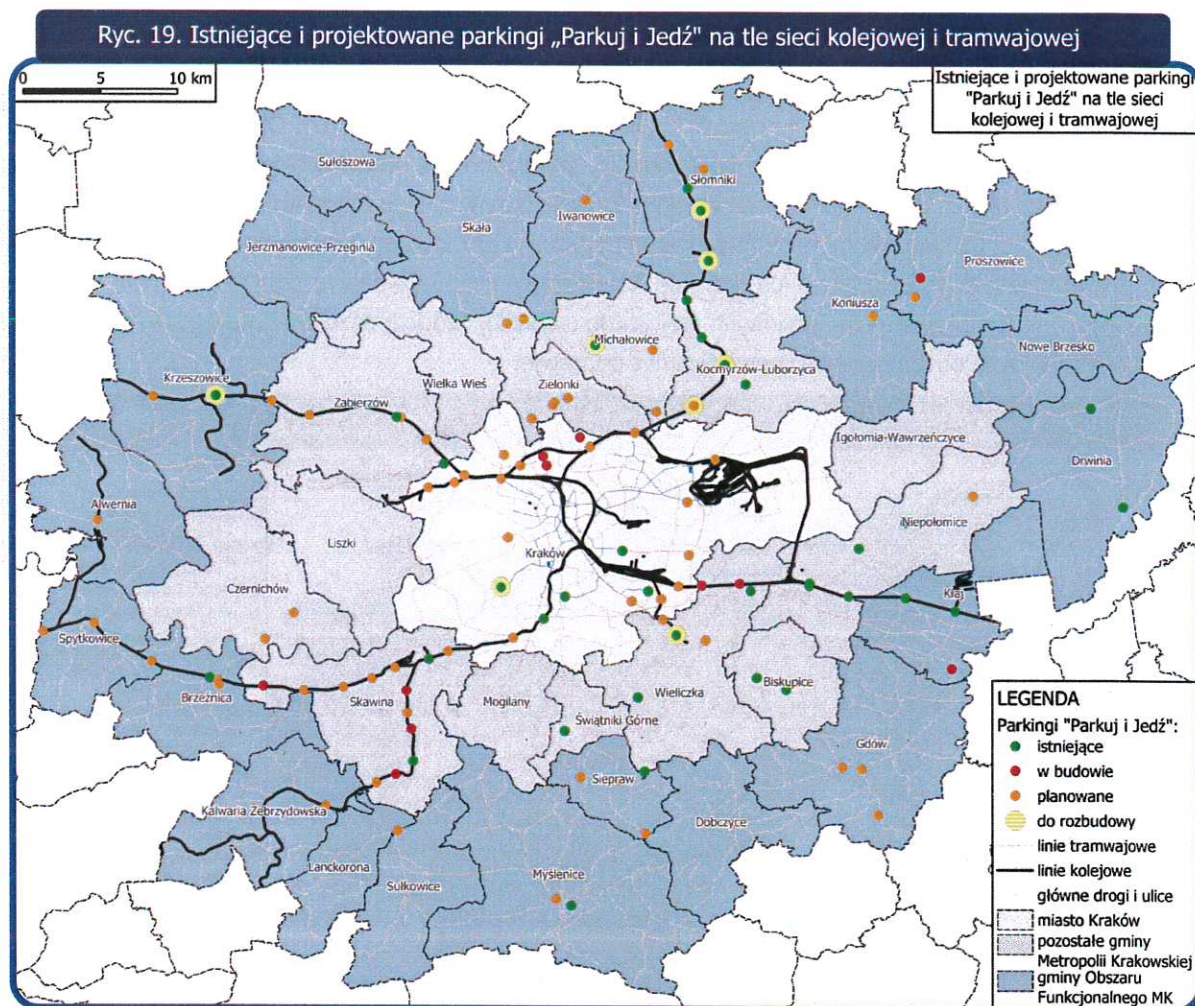 Ryc. 19. Istniejące i projektowane parkingi „Parkuj i Jedź" na tle sieci kolejowej i tramwajowej
0 5 10 km
Istniejące i projektowane parkingi
"Parkuj i Jedź" na tle sieci
kolejowej i tramwajowej
Sułoszowa
Słomniki
Skała
Iwanowice
Jerzmanowice-Przeginia
Proszowice
Koniusza
Michałowice
Nowe Brzesko
Krzeszowice
Wielka Wieś
Zielonki
Kocmyrzów-Luborzyca
Zabierzów
Igołomia-Wawrzeńczyce
Drwinia
Alwernia
Niepołomice
Liszki
Kraków
Czernichów
Kłaj
Spytkowice
Brzeźnica
Skawina
Mogilany
Wieliczka
Biskupice
Świątniki Górne
Gdów
Siepraw
Kalwaria Zebrzydowska
Dobczyce
Lanckorona
Sułkowice
Myślenice
LEGENDA
Parkingi "Parkuj i Jedź":
istniejące
w budowie
planowane
do rozbudowy
linie tramwajowe
linie kolejowe
główne drogi i ulice
miasto Kraków
pozostałe gminy
Metropolii Krakowskiej
gminy Obszaru
Funkcjonalnego MK